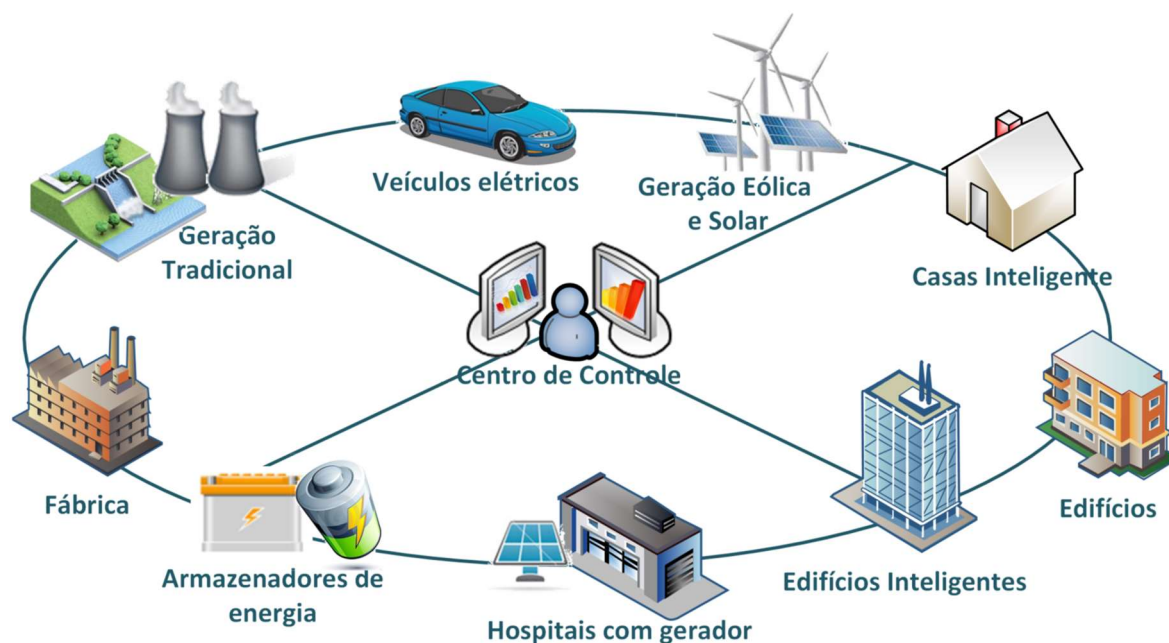 Veículos elétricos
Geração Eólica
e Solar
Geração
Tradicional
Casas Inteligente
Centro de Controle
Fábrica
Edifícios
Armazenadores de
energia
Edifícios Inteligentes
Hospitais com gerador